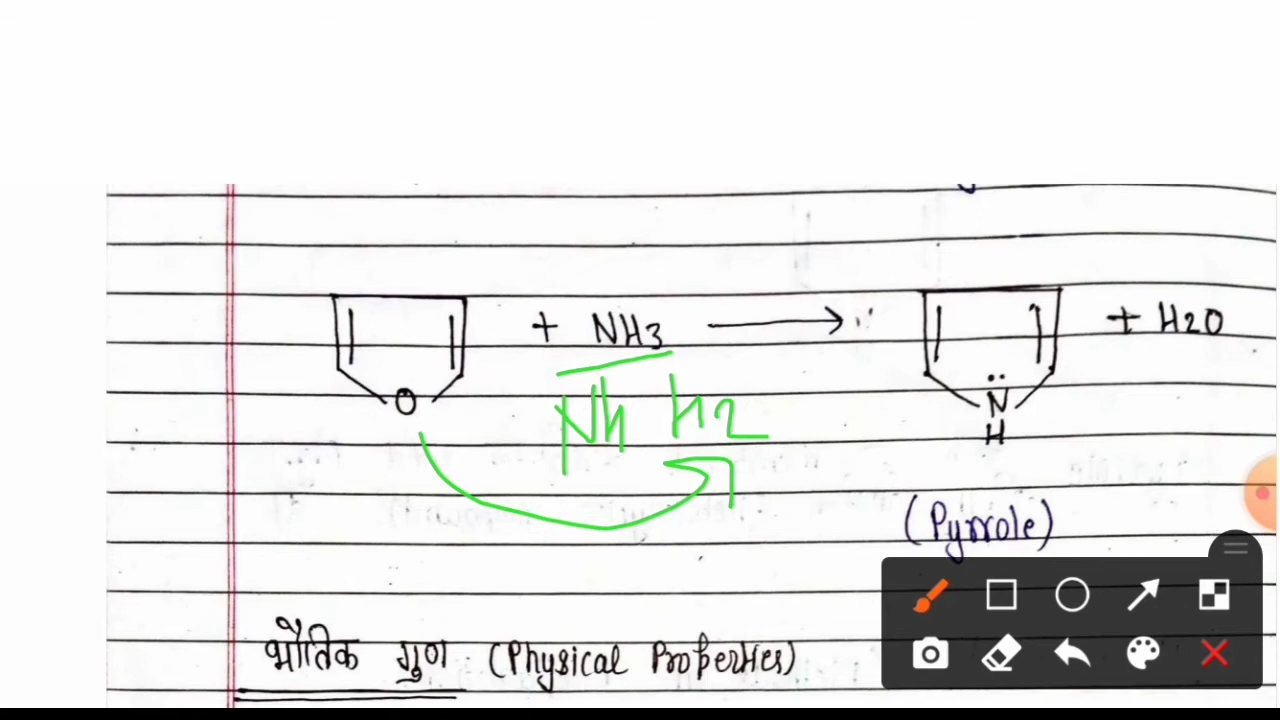 + NH3 → + H2O
O
NH H2
N
H
(Pyrrole)
भौतिक गुण (Physical Properties)